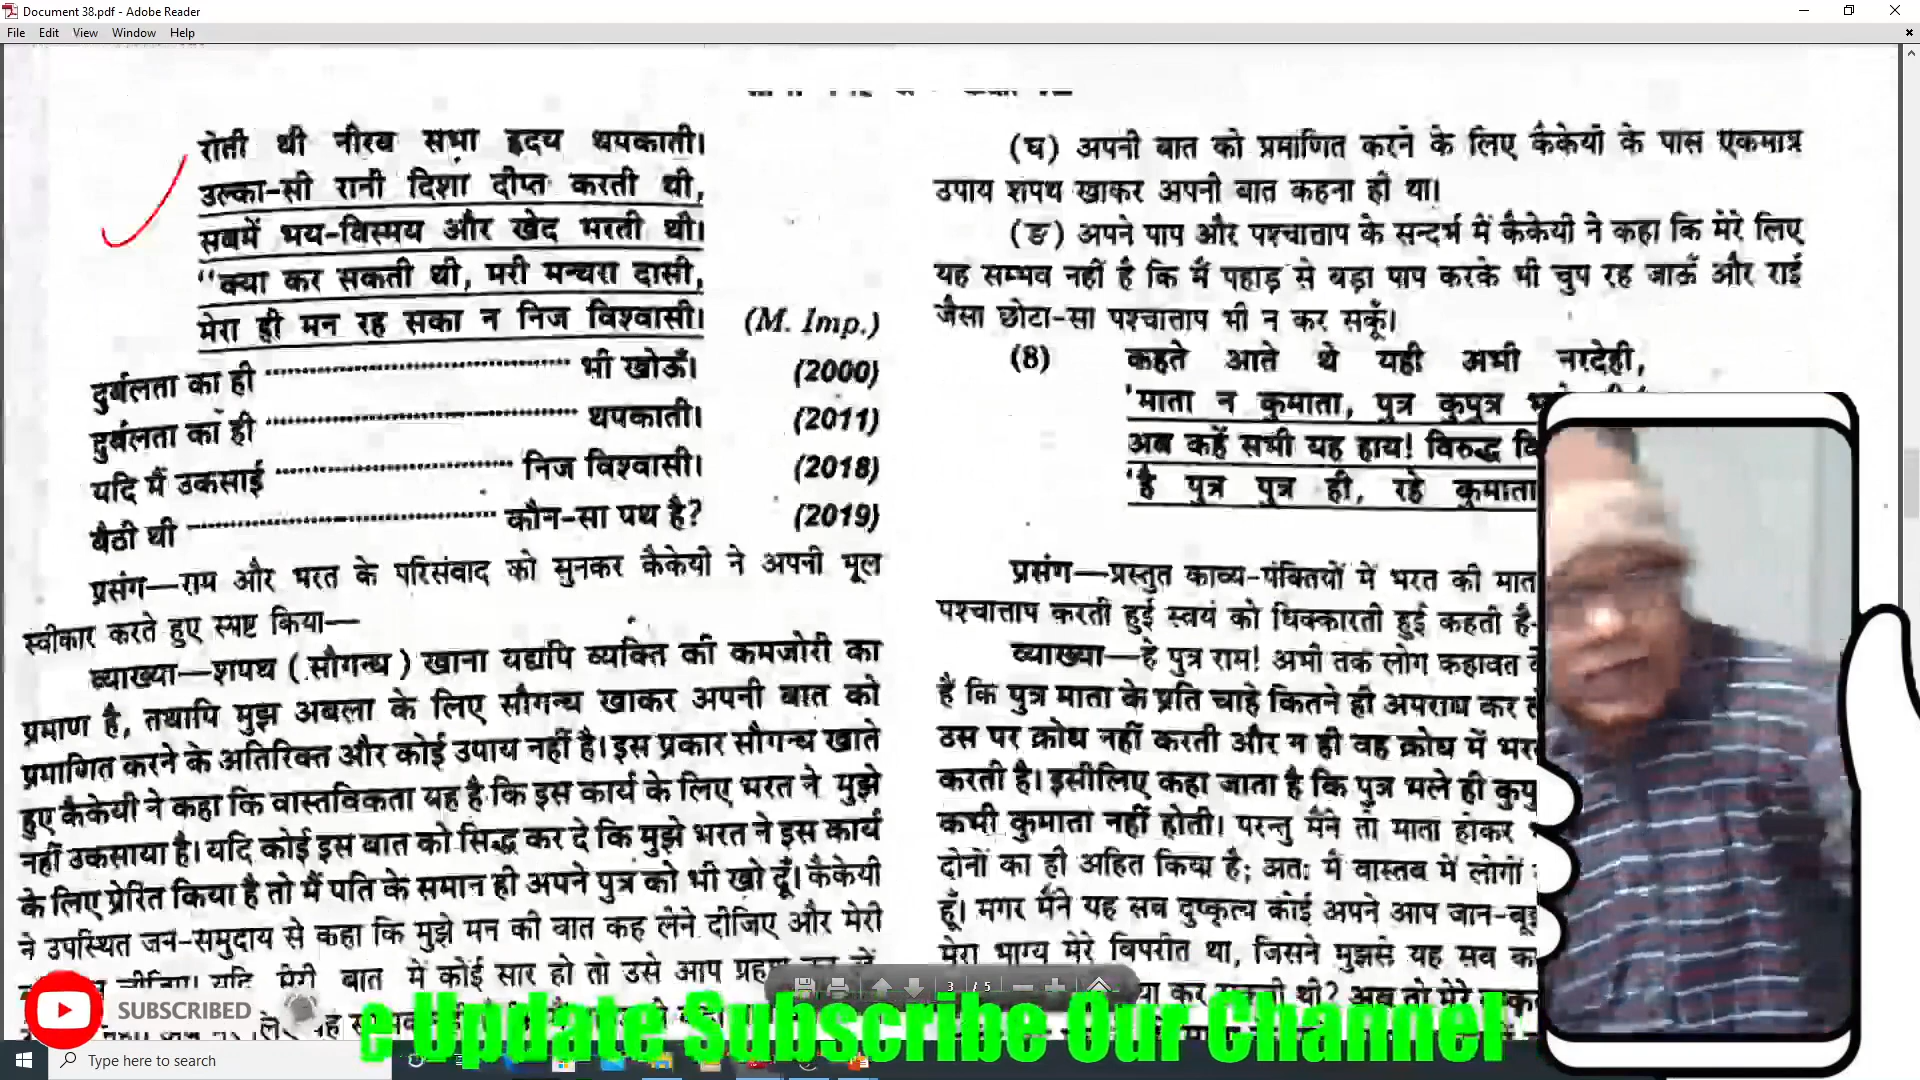 Document 38.pdf - Adobe Reader
File Edit View Window Help
रोती थी नीरव सभा हृदय थपकाती।
उल्का-सी रानी दिशा दीप्त करती थी,
सबमें भय-विस्मय और खेद भरती थी।
“क्या कर सकती थी, मरी मन्थरा दासी,
मेरा ही मन रह सका न निज विश्वासी। (M. Imp.)
दुर्बलता का ही भी खोऊँ। (2000)
दुर्बलता का ही थपकाती। (2011)
यदि मैं उकसाई निज विश्वासी। (2018)
बैठी थी कौन-सा पथ है? (2019)
प्रसंग—राम और भरत के परिसंवाद को सुनकर कैकेयी ने अपनी भूल
स्वीकार करते हुए स्पष्ट किया—
व्याख्या—शपथ (सौगन्ध) खाना यद्यपि व्यक्ति की कमजोरी का
प्रमाण है, तथापि मुझ अबला के लिए सौगन्ध खाकर अपनी बात को
प्रमाणित करने के अतिरिक्त और कोई उपाय नहीं है। इस प्रकार सौगन्ध खाते
हुए कैकेयी ने कहा कि वास्तविकता यह है कि इस कार्य के लिए भरत ने मुझे
नहीं उकसाया है। यदि कोई इस बात को सिद्ध कर दे कि मुझे भरत ने इस कार्य
के लिए प्रेरित किया है तो मैं पति के समान ही अपने पुत्र को भी खो दूँ। कैकेयी
ने उपस्थित जन-समुदाय से कहा कि मुझे मन की बात कह लेने दीजिए और मेरी
यदि मेरी बात में कोई सार हो तो उसे आप
(घ) अपनी बात को प्रमाणित करने के लिए कैकेयी के पास एकमात्र
उपाय शपथ खाकर अपनी बात कहना ही था।
(ङ) अपने पाप और पश्चात्ताप के सन्दर्भ में कैकेयी ने कहा कि मेरे लिए
यह सम्भव नहीं है कि मैं पहाड़ से बड़ा पाप करके भी चुप रह जाऊँ और राई
जैसा छोटा-सा पश्चात्ताप भी न कर सकूँ।
(8) कहते आते थे यही अभी नरदेही,
'माता न कुमाता, पुत्र कुपुत्र
अब कहें सभी यह हाय! विरुद्ध
'है पुत्र पुत्र ही, रहे कुमाता
प्रसंग—प्रस्तुत काव्य-पंक्तियों में भरत की
पश्चात्ताप करती हुई स्वयं को धिक्कारती हुई कहती है-
व्याख्या—हे पुत्र राम! अभी तक लोग कहावत
है कि पुत्र माता के प्रति चाहे कितने ही अपराध कर
उस पर क्रोध नहीं करती और न ही वह क्रोध में
करती है। इसीलिए कहा जाता है कि पुत्र भले ही
कभी कुमाता नहीं होती। परन्तु मैंने तो माता होकर
दोनों का ही अहित किया है; अतः मैं वास्तव में लोगों
हूँ। मगर मैंने यह सब दुष्कृत्य कोई अपने आप
मेरा भाग्य मेरे विपरीत था, जिसने मुझसे यह सब
कर सकती थी? अब तो मेरे
3 / 5
SUBSCRIBED
e Update Subscribe Our Channel
Type here to search